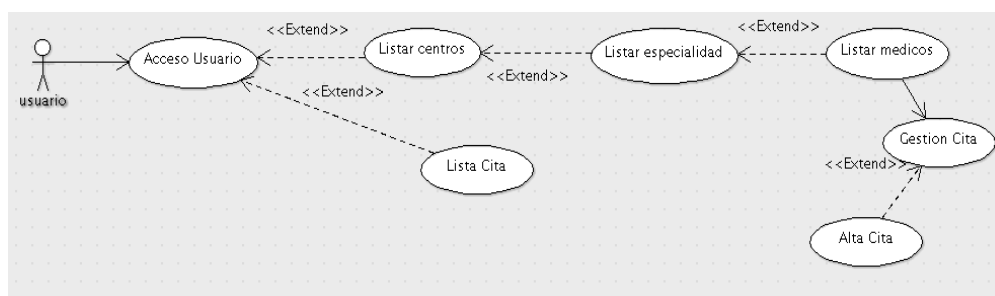 <<Extend>>
Acceso Usuario
Listar centros
<<Extend>>
Listar especialidad
<<Extend>>
Listar medicos
usuario
<<Extend>>
Gestion Cita
Lista Cita
<<Extend>>
Alta Cita